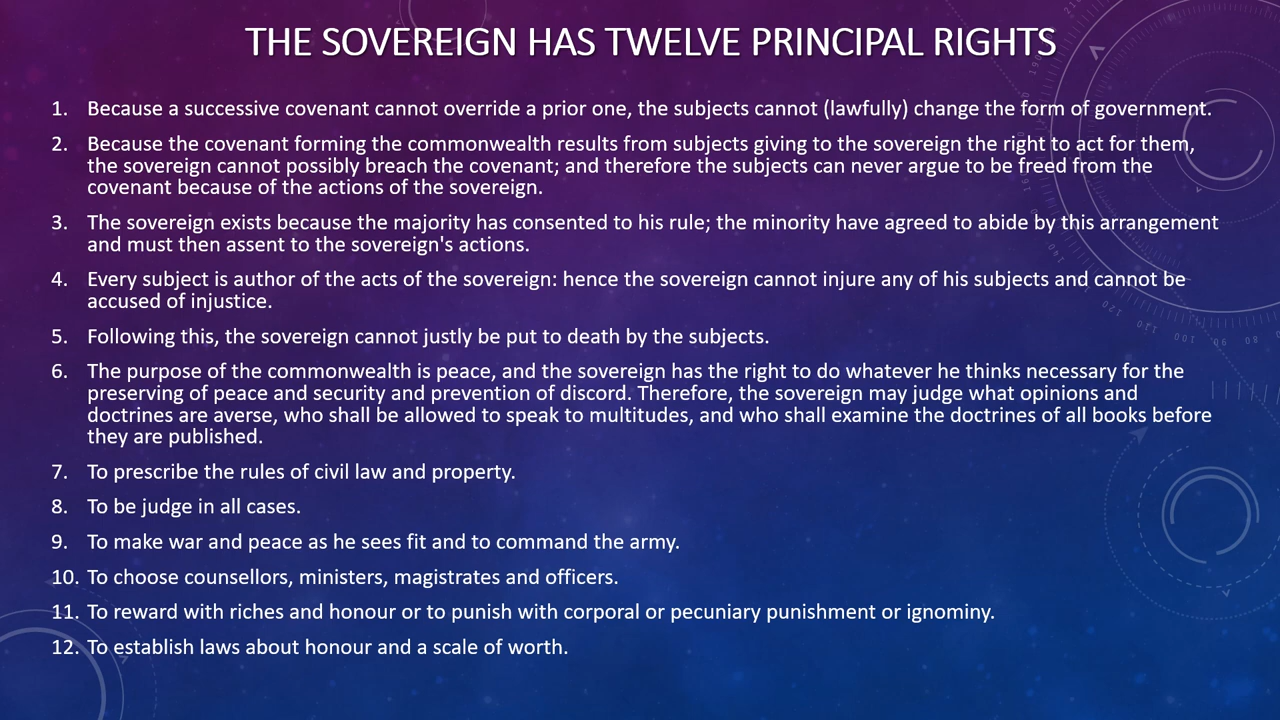 THE SOVEREIGN HAS TWELVE PRINCIPAL RIGHTS
1. Because a successive covenant cannot override a prior one, the subjects cannot (lawfully) change the form of government.
2. Because the covenant forming the commonwealth results from subjects giving to the sovereign the right to act for them,
the sovereign cannot possibly breach the covenant; and therefore the subjects can never argue to be freed from the
covenant because of the actions of the sovereign.
3. The sovereign exists because the majority has consented to his rule; the minority have agreed to abide by this arrangement
and must then assent to the sovereign's actions.
4. Every subject is author of the acts of the sovereign: hence the sovereign cannot injure any of his subjects and cannot be
accused of injustice.
5. Following this, the sovereign cannot justly be put to death by the subjects.
6. The purpose of the commonwealth is peace, and the sovereign has the right to do whatever he thinks necessary for the
preserving of peace and security and prevention of discord. Therefore, the sovereign may judge what opinions and
doctrines are averse, who shall be allowed to speak to multitudes, and who shall examine the doctrines of all books before
they are published.
7. To prescribe the rules of civil law and property.
8. To be judge in all cases.
9. To make war and peace as he sees fit and to command the army.
10. To choose counsellors, ministers, magistrates and officers.
11. To reward with riches and honour or to punish with corporal or pecuniary punishment or ignominy.
12. To establish laws about honour and a scale of worth.